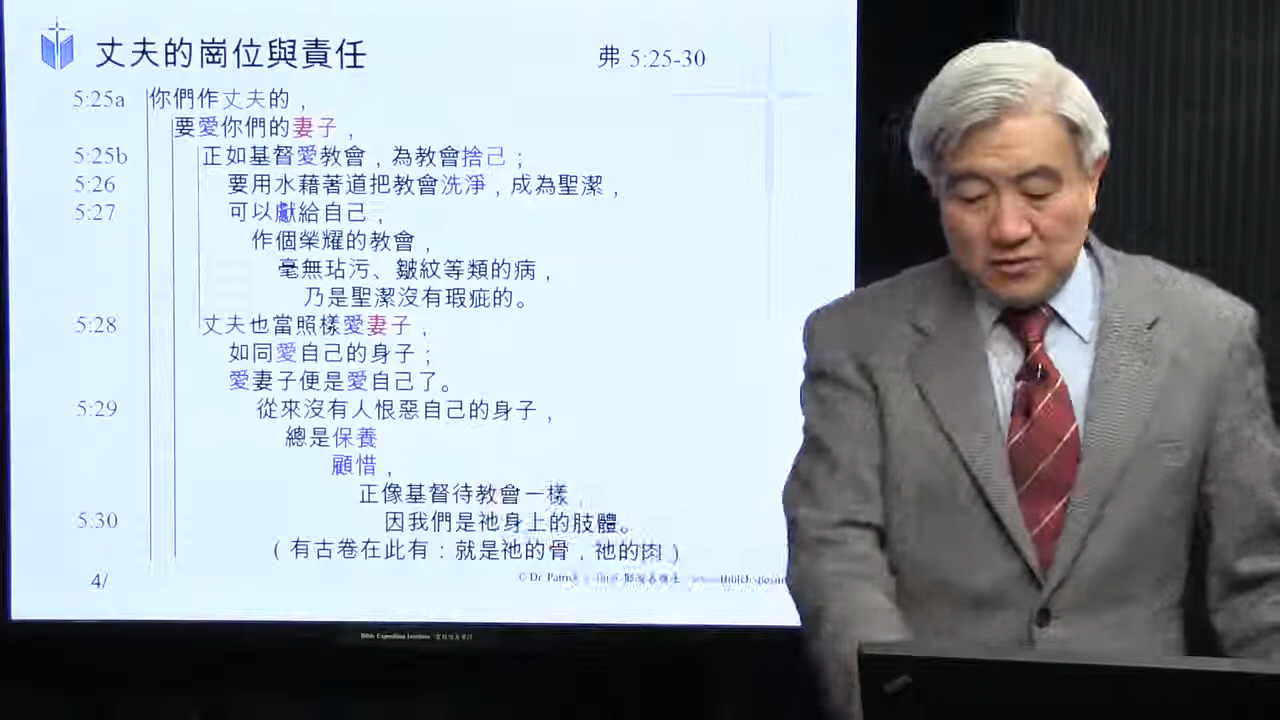 丈夫的崗位與責任 弗 5:25-30
5:25a 你們作丈夫的，
要愛你們的妻子，
5:25b 正如基督愛教會，為教會捨己；
5:26 要用水藉著道把教會洗淨，成為聖潔，
5:27 可以獻給自己，
作個榮耀的教會，
毫無玷污、皺紋等類的病，
乃是聖潔沒有瑕疵的。
5:28 丈夫也當照樣愛妻子，
如同愛自己的身子；
愛妻子便是愛自己了。
5:29 從來沒有人恨惡自己的身子，
總是保養
顧惜，
正像基督待教會一樣，
5:30 因我們是祂身上的肢體。
（有古卷在此有：就是祂的骨，祂的肉）
4/ © Dr
Bible Expedition Institute